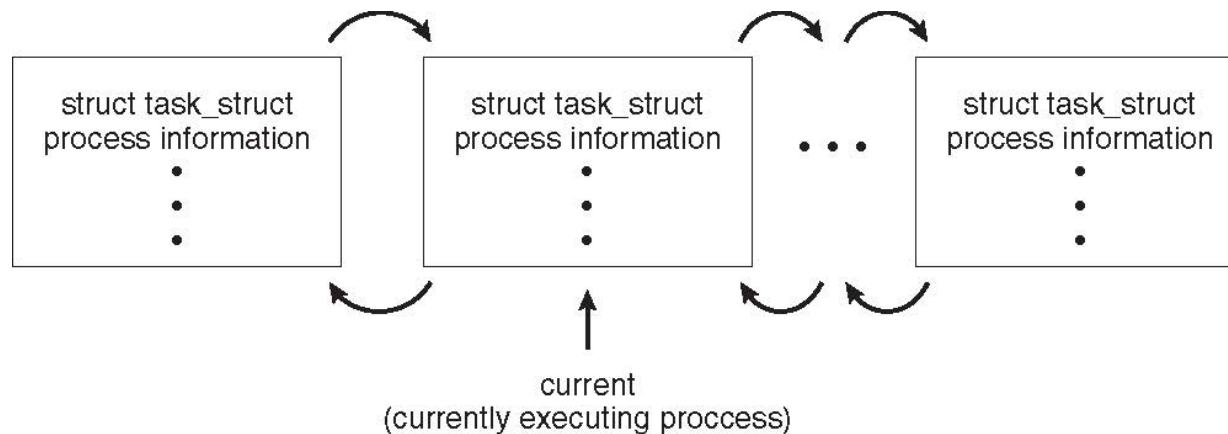 struct task_struct
process information
struct task_struct
process information
struct task_struct
process information
current
(currently executing proccess)